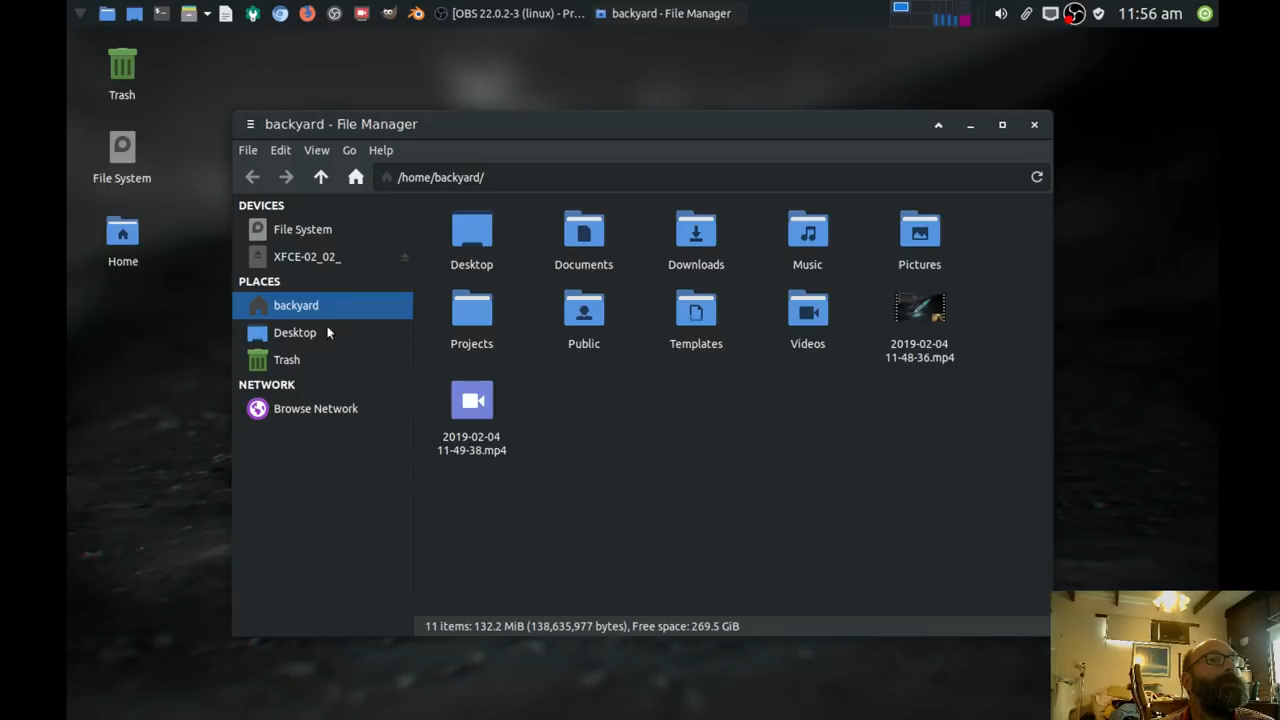 [OBS 22.0.2-3 (linux) - Pr...
backyard - File Manager
11:56 am
Trash
File System
Home
backyard - File Manager
File Edit View Go Help
/home/backyard/
DEVICES
File System
XFCE-02_02_
PLACES
backyard
Desktop
Trash
NETWORK
Browse Network
Desktop
Documents
Downloads
Music
Pictures
Projects
Public
Templates
Videos
2019-02-04
11-48-36.mp4
2019-02-04
11-49-38.mp4
11 items: 132.2 MiB (138,635,977 bytes), Free space: 269.5 GiB